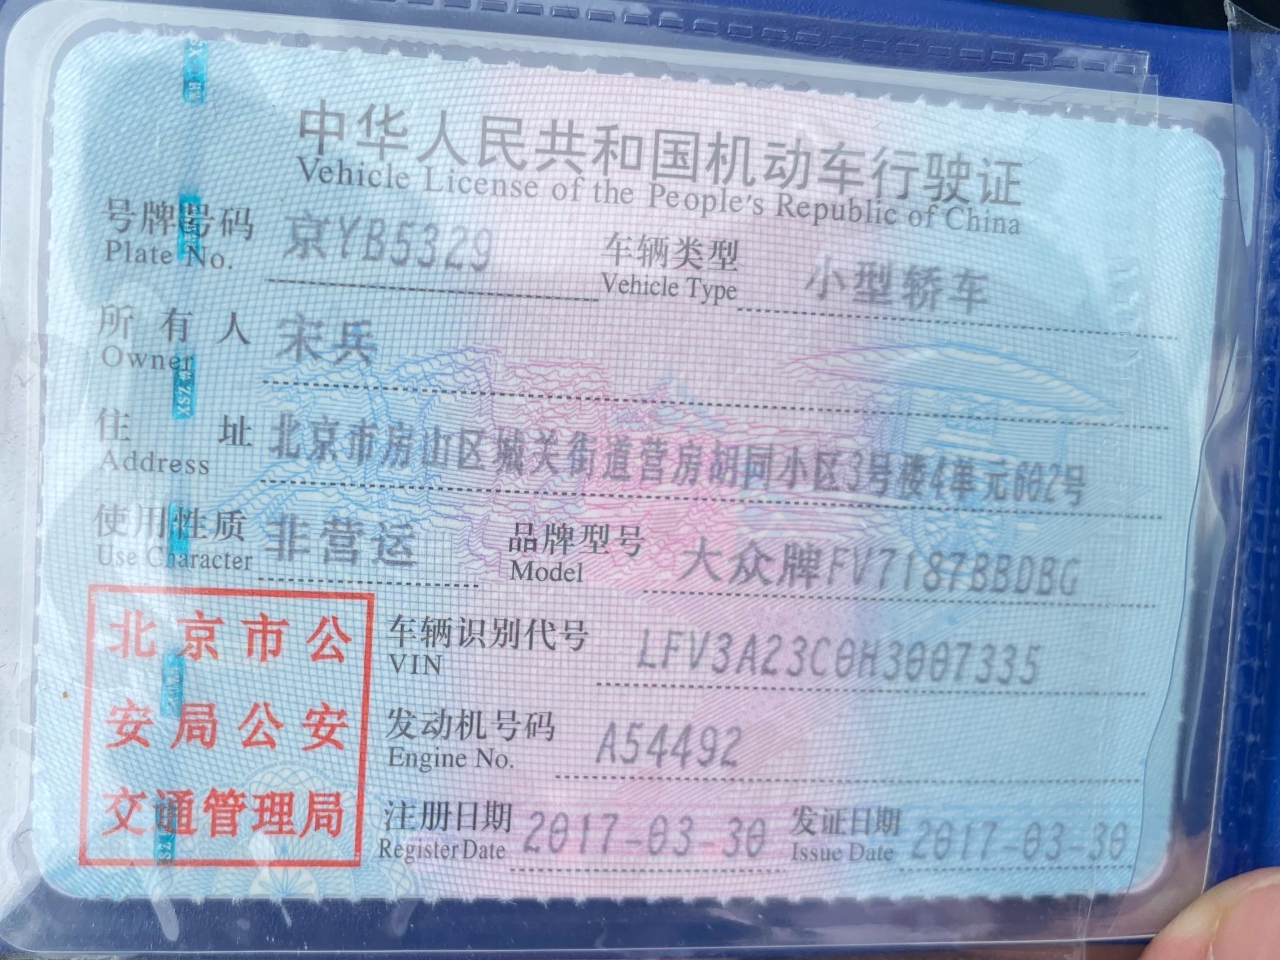 中华人民共和国机动车行驶证
Vehicle License of the People's Republic of China
号牌号码 京YB5329 车辆类型 小型轿车
Plate No. Vehicle Type
所有人 宋兵
Owner
住址 北京市房山区城关街道营房胡同小区3号楼4单元602号
Address
使用性质 非营运 品牌型号 大众牌FV7187BBDBG
Use Character Model
北京市公
安局公安
交通管理局
车辆识别代号 LFV3A23C0H3007335
VIN
发动机号码 A54492
Engine No.
注册日期 2017-03-30 发证日期 2017-03-30
Register Date Issue Date